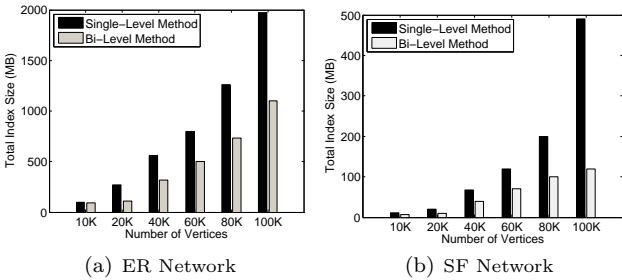 2000
1500
1000
500
0
Total Index Size (MB)
Single-Level Method
Bi-Level Method
10K 20K 40K 60K 80K 100K
Number of Vertices
(a) ER Network
500
400
300
200
100
0
Total Index Size (MB)
Single-Level Method
Bi-Level Method
10K 20K 40K 60K 80K 100K
Number of Vertices
(b) SF Network